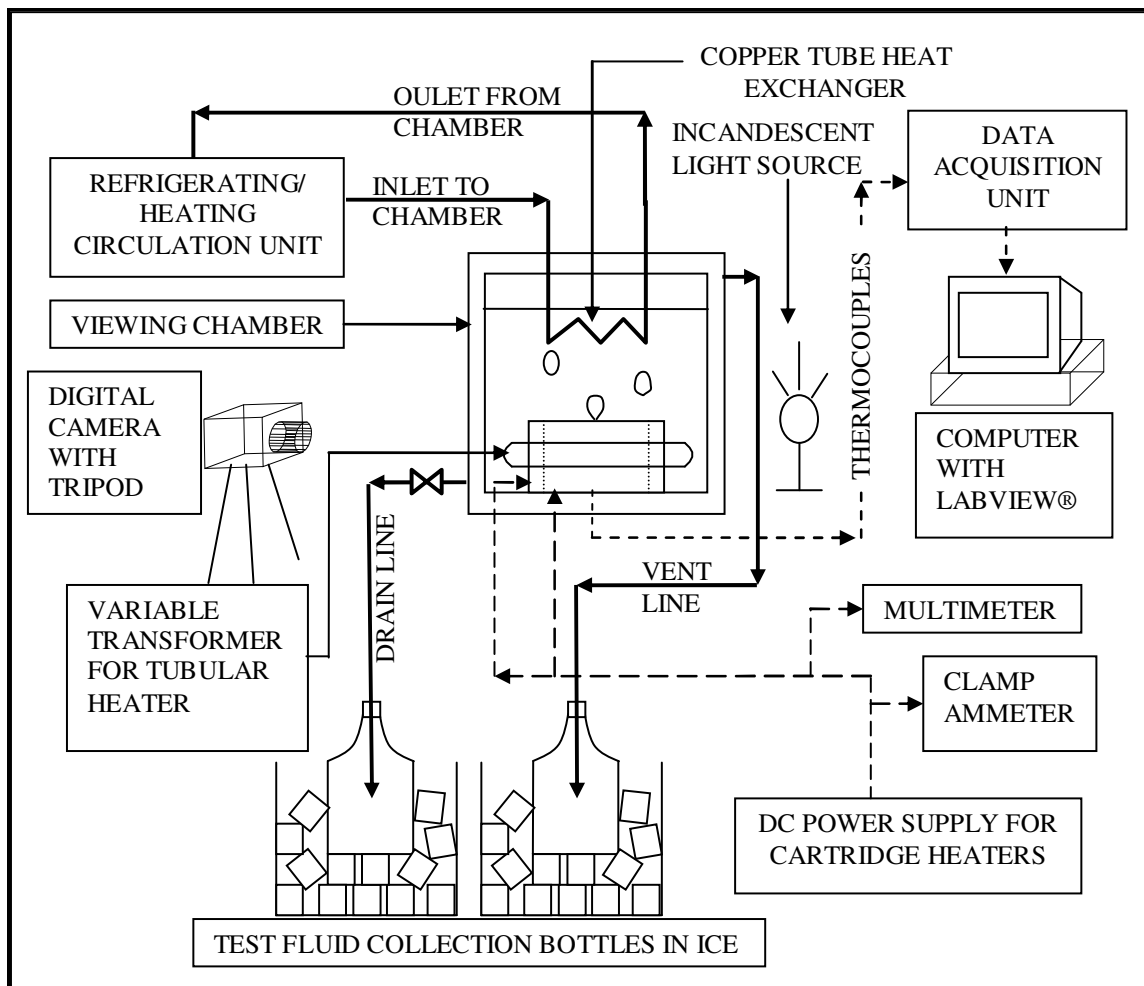 COPPER TUBE HEAT
EXCHANGER
OULET FROM
CHAMBER
INCANDESCENT
LIGHT SOURCE
DATA
ACQUISITION
UNIT
REFRIGERATING/
HEATING
CIRCULATION UNIT
INLET TO
CHAMBER
VIEWING CHAMBER
THERMOCOUPLES
DIGITAL
CAMERA
WITH
TRIPOD
COMPUTER
WITH
LABVIEW®
DRAIN LINE
VENT
LINE
VARIABLE
TRANSFORMER
FOR TUBULAR
HEATER
MULTIMETER
CLAMP
AMMETER
DC POWER SUPPLY FOR
CARTRIDGE HEATERS
TEST FLUID COLLECTION BOTTLES IN ICE